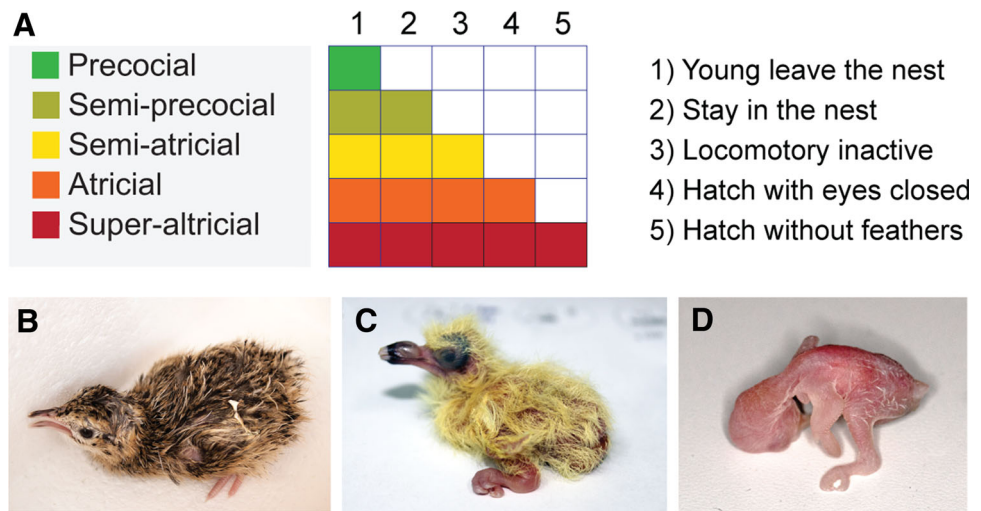 A
1 2 3 4 5
Precocial
Semi-precocial
Semi-atricial
Atricial
Super-altricial
1) Young leave the nest
2) Stay in the nest
3) Locomotory inactive
4) Hatch with eyes closed
5) Hatch without feathers
B
C
D